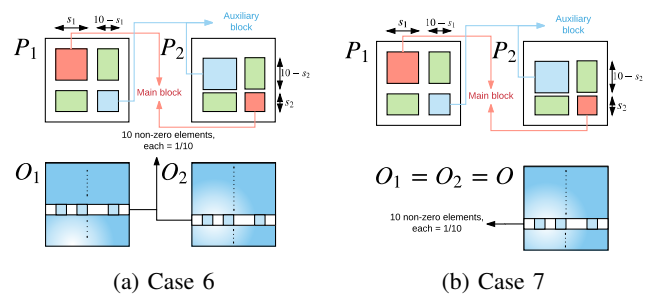 s₁ 10 − s₁
Auxiliary
block
P₁ P₂
10 − s₂
s₂
Main block
10 non-zero elements,
each = 1/10
O₁ O₂
(a) Case 6
s₁ 10 − s₁
Auxiliary
block
P₁ P₂
10 − s₂
s₂
Main block
O₁ = O₂ = O
10 non-zero elements,
each = 1/10
(b) Case 7